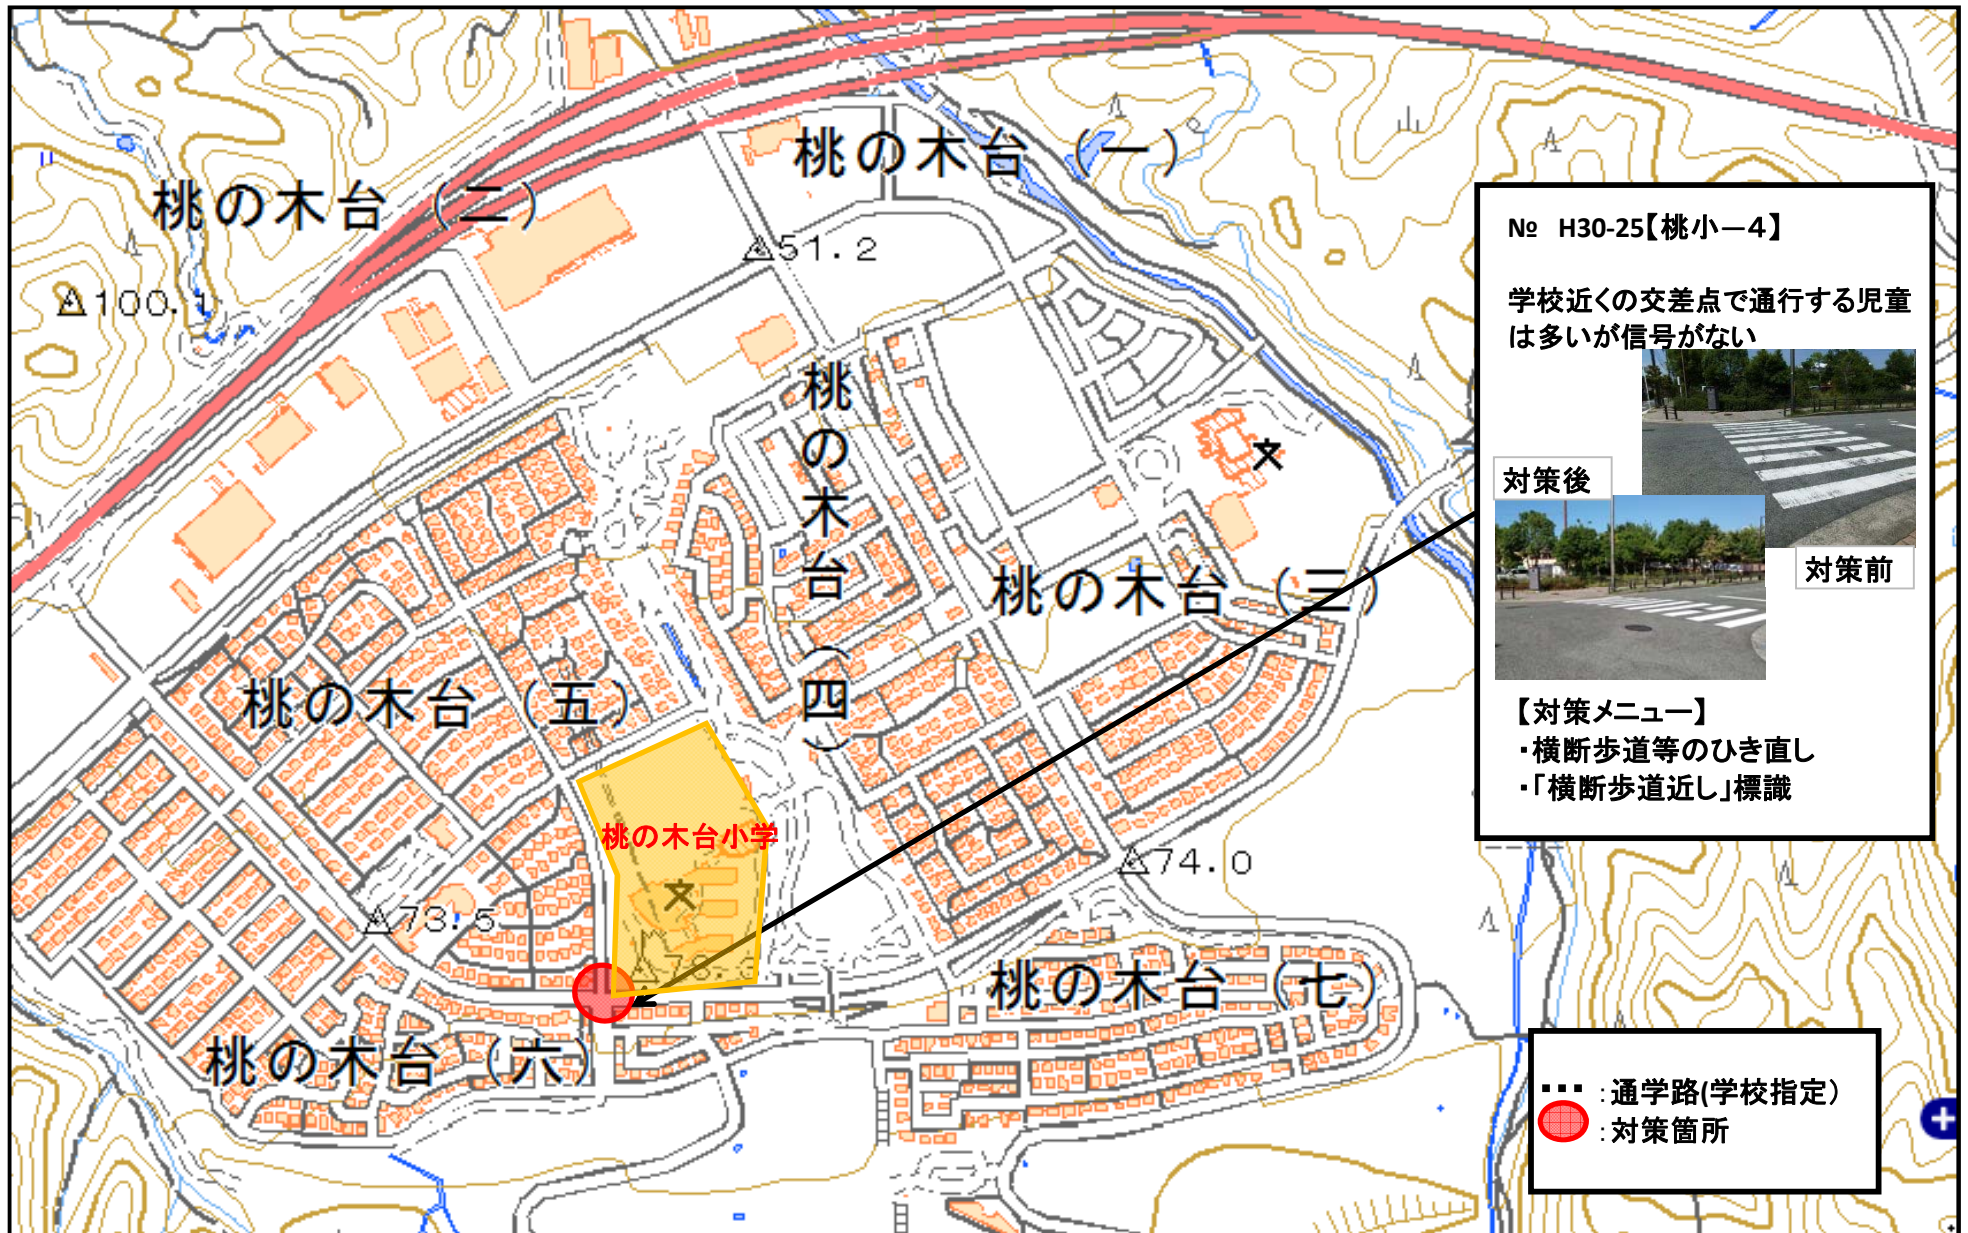 桃の木台（一）
桃の木台（二）
51.2
100.1
№ H30-25【桃小―4】
学校近くの交差点で通行する児童
は多いが信号がない
対策後
対策前
【対策メニュー】
・横断歩道等のひき直し
・「横断歩道近し」標識
桃の木台（四）
桃の木台（三）
桃の木台（五）
桃の木台小学
文
文
74.0
73.5
桃の木台（七）
桃の木台（六）
：通学路(学校指定）
：対策箇所